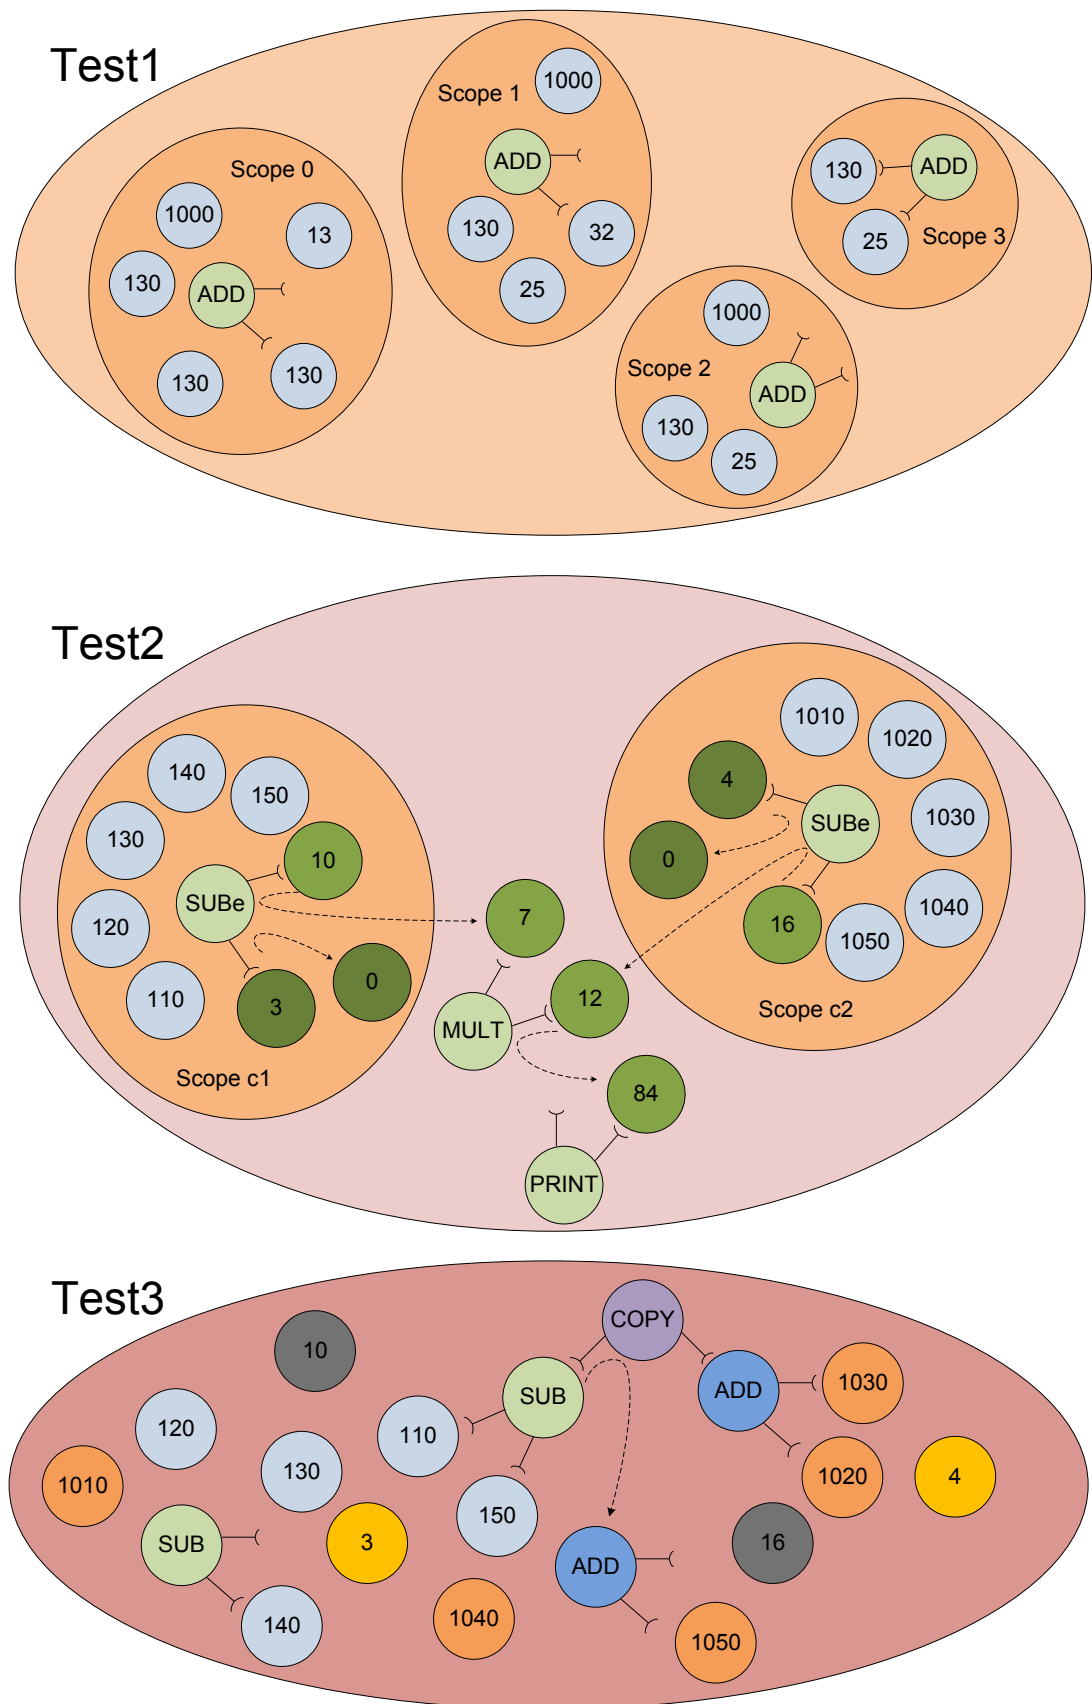 Test1
Scope 0
1000
13
130
ADD
130
130
Scope 1
1000
ADD
130
32
25
Scope 2
1000
ADD
130
25
Scope 3
130
ADD
25
Test2
140
150
130
10
SUBe
120
0
110
3
Scope c1
7
12
MULT
84
PRINT
1010
1020
4
1030
SUBe
0
1040
16
1050
Scope c2
Test3
COPY
10
SUB
ADD
1030
120
110
130
1010
1020
4
150
SUB
3
16
ADD
140
1040
1050